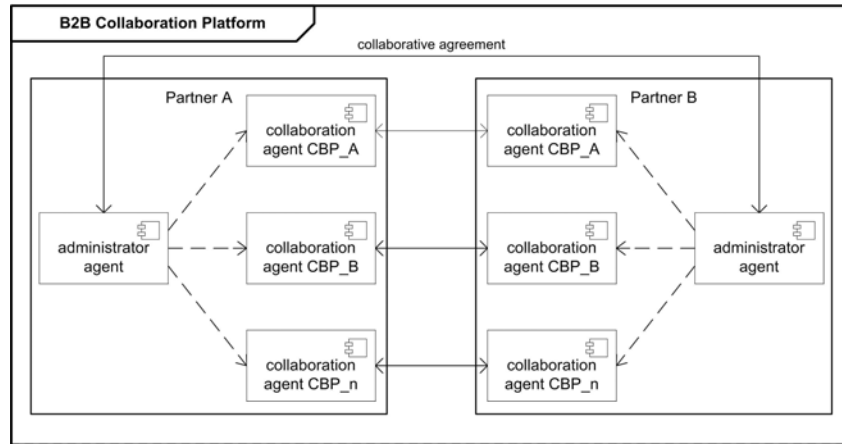 B2B Collaboration Platform
collaborative agreement
Partner A
Partner B
collaboration
agent CBP_A
collaboration
agent CBP_A
administrator
agent
collaboration
agent CBP_B
collaboration
agent CBP_B
administrator
agent
collaboration
agent CBP_n
collaboration
agent CBP_n